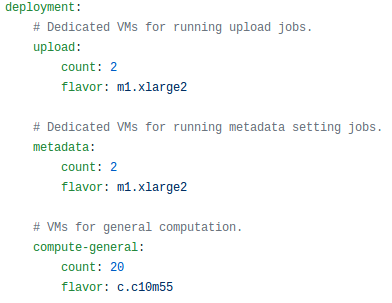 deployment:
    # Dedicated VMs for running upload jobs.
    upload:
        count: 2
        flavor: m1.xlarge2

    # Dedicated VMs for running metadata setting jobs.
    metadata:
        count: 2
        flavor: m1.xlarge2

    # VMs for general computation.
    compute-general:
        count: 20
        flavor: c.c10m55